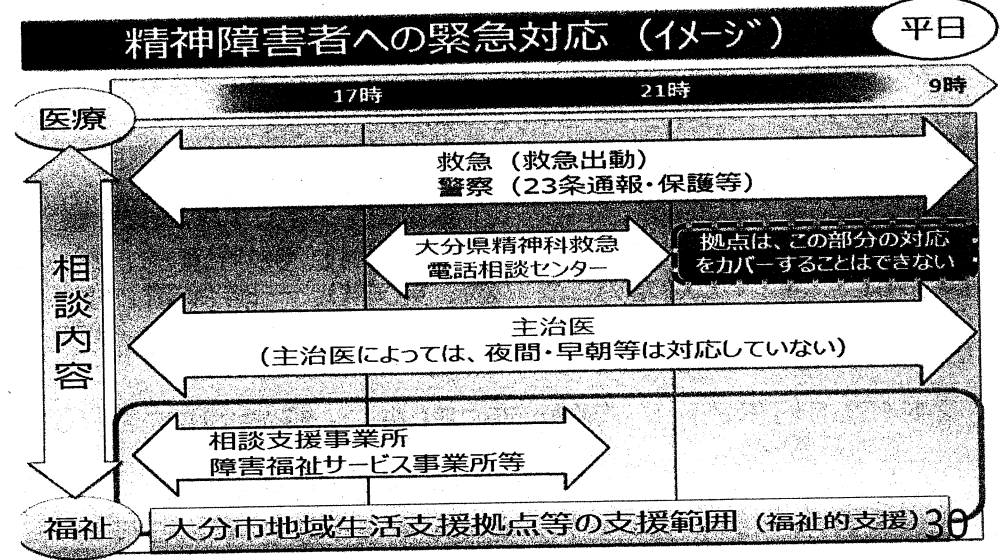 精神障害者への緊急対応（イメージ）
平日
17時
21時
9時
医療
救急（救急出動）
警察（23条通報・保護等）
大分県精神科救急
電話相談センター
拠点は、この部分の対応
をカバーすることはできない
相談内容
主治医
（主治医によっては、夜間・早朝等は対応していない）
相談支援事業所
障害福祉サービス事業所等
福祉
大分市地域生活支援拠点等の支援範囲（福祉的支援）
30